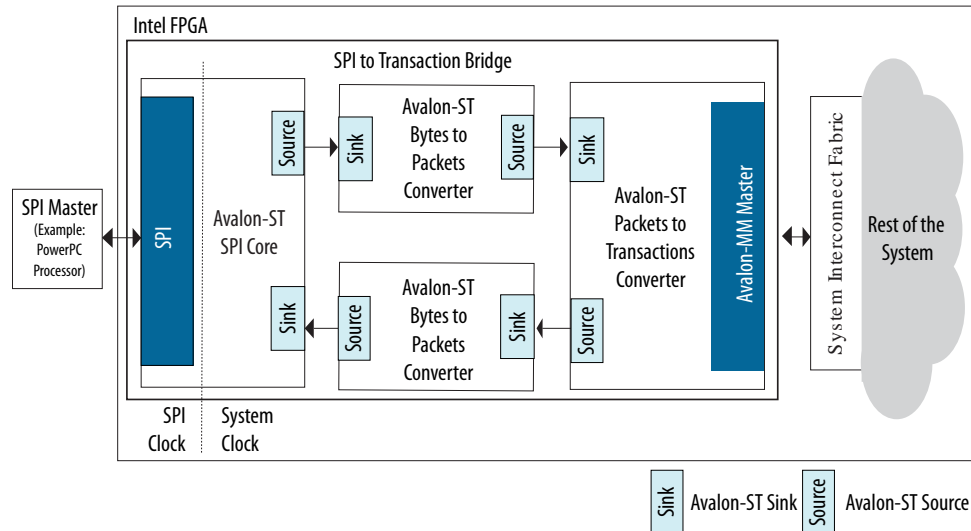 Intel FPGA
SPI to Transaction Bridge
SPI Master
(Example:
PowerPC
Processor)
SPI
Avalon-ST
SPI Core
Source
Sink
Sink
Avalon-ST
Bytes to
Packets
Converter
Source
Source
Avalon-ST
Bytes to
Packets
Converter
Sink
Sink
Avalon-ST
Packets to
Transactions
Converter
Source
Avalon-MM Master
System Interconnect Fabric
Rest of the
System
SPI
Clock
System
Clock
Sink
Avalon-ST Sink
Source
Avalon-ST Source